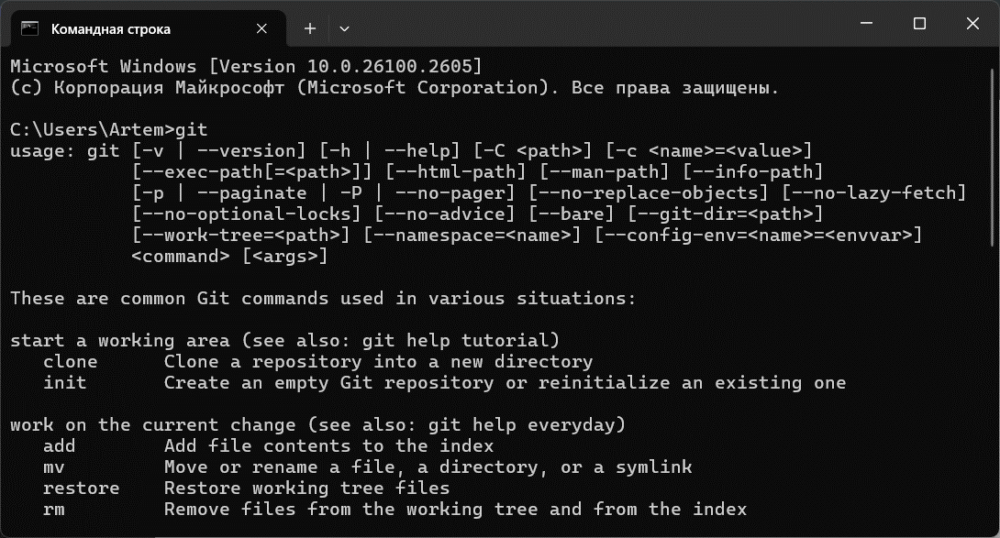 Командная строка
Microsoft Windows [Version 10.0.26100.2605]
(c) Корпорация Майкрософт (Microsoft Corporation). Все права защищены.
C:\Users\Artem>git
usage: git [-v | --version] [-h | --help] [-C <path>] [-c <name>=<value>]
           [--exec-path[=<path>]] [--html-path] [--man-path] [--info-path]
           [-p | --paginate | -P | --no-pager] [--no-replace-objects] [--no-lazy-fetch]
           [--no-optional-locks] [--no-advice] [--bare] [--git-dir=<path>]
           [--work-tree=<path>] [--namespace=<name>] [--config-env=<name>=<envvar>]
           <command> [<args>]
These are common Git commands used in various situations:
start a working area (see also: git help tutorial)
   clone      Clone a repository into a new directory
   init       Create an empty Git repository or reinitialize an existing one
work on the current change (see also: git help everyday)
   add        Add file contents to the index
   mv         Move or rename a file, a directory, or a symlink
   restore    Restore working tree files
   rm         Remove files from the working tree and from the index